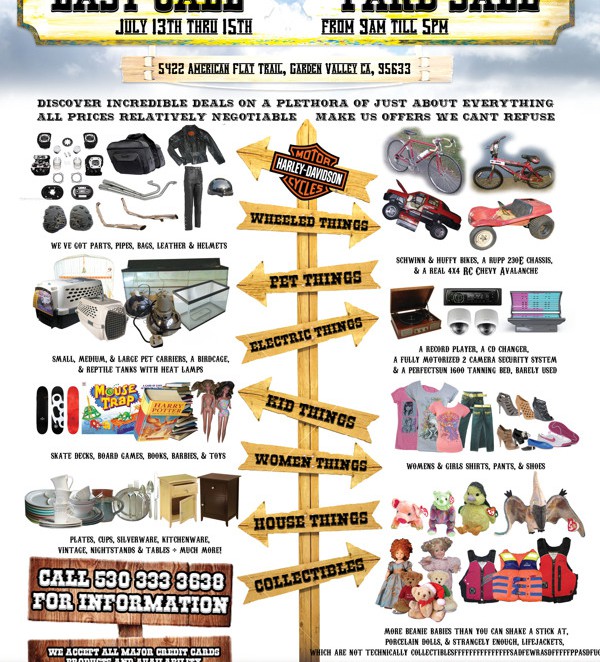 LAST CALL YARD SALE
JULY 13TH THRU 15TH FROM 9AM TILL 5PM
5422 AMERICAN FLAT TRAIL, GARDEN VALLEY CA, 95633
DISCOVER INCREDIBLE DEALS ON A PLETHORA OF JUST ABOUT EVERYTHING
ALL PRICES RELATIVELY NEGOTIABLE MAKE US OFFERS WE CANT REFUSE
MOTOR
HARLEY-DAVIDSON
CYCLES
WHEELED THINGS
WE'VE GOT PARTS, PIPES, BAGS, LEATHER & HELMETS
SCHWINN & HUFFY BIKES, A RUPP 230E CHASSIS,
& A REAL 4X4 RC CHEVY AVALANCHE
PET THINGS
ELECTRIC THINGS
SMALL, MEDIUM, & LARGE PET CARRIERS, A BIRDCAGE,
& REPTILE TANKS WITH HEAT LAMPS
A RECORD PLAYER, A CD CHANGER,
A FULLY MOTORIZED 2 CAMERA SECURITY SYSTEM
& A PERFECTSUN 1600 TANNING BED, BARELY USED
MOUSE
TRAP
HARRY
POTTER
KID THINGS
WOMEN THINGS
SKATE DECKS, BOARD GAMES, BOOKS, BARBIES, & TOYS
WOMENS & GIRLS SHIRTS, PANTS, & SHOES
HOUSE THINGS
PLATES, CUPS, SILVERWARE, KITCHENWARE,
VINTAGE, NIGHTSTANDS & TABLES + MUCH MORE!
COLLECTIBLES
CALL 530 333 3638
FOR INFORMATION
MORE BEANIE BABIES THAN YOU CAN SHAKE A STICK AT,
PORCELAIN DOLLS, & STRANGELY ENOUGH, LIFEJACKETS,
WHICH ARE NOT TECHNICALLY
WE ACCEPT ALL MAJOR CREDIT CARDS